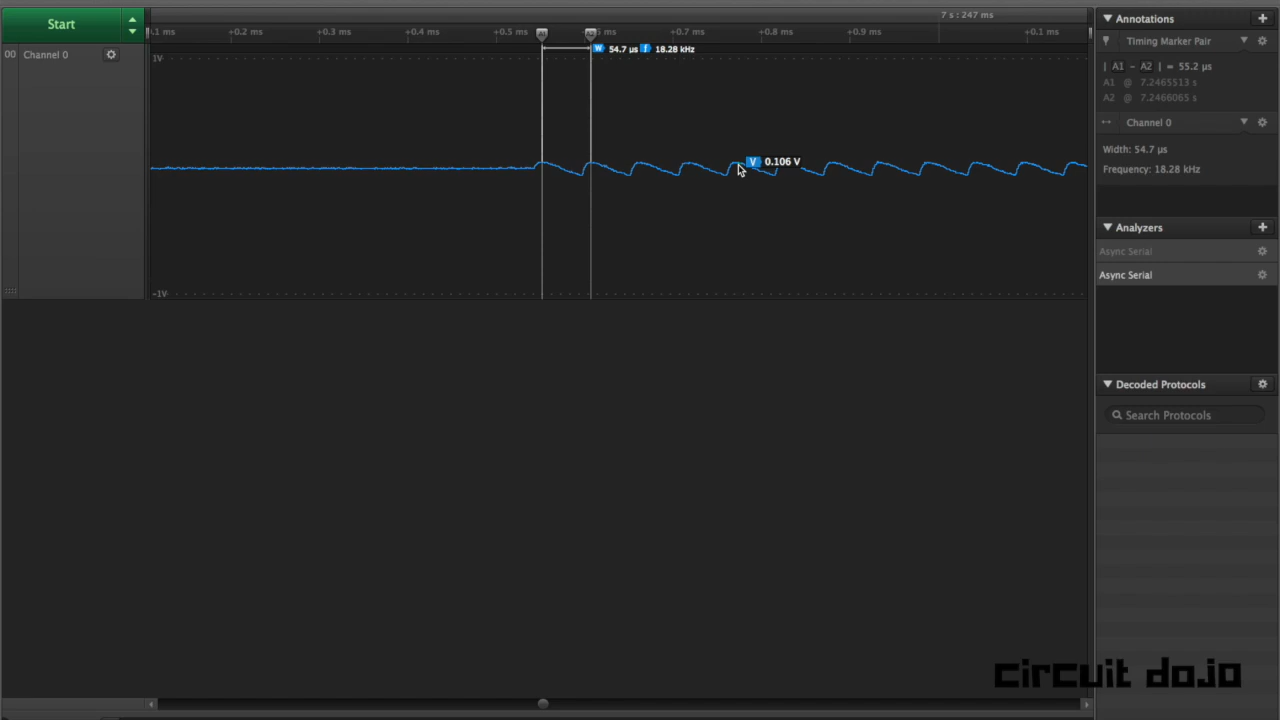 Start
7 s : 247 ms
+0.2 ms
+0.3 ms
+0.4 ms
+0.5 ms
+0.7 ms
+0.8 ms
+0.9 ms
+0.1 ms
A1
A2
W 54.7 µs f 18.28 kHz
00 Channel 0
1V
V 0.106 V
-1V
Annotations
Timing Marker Pair
| A1 - A2 | = 55.2 µs
A1 @ 7.2465513 s
A2 @ 7.2466065 s
Channel 0
Width: 54.7 µs
Frequency: 18.28 kHz
Analyzers
Async Serial
Async Serial
Decoded Protocols
Search Protocols
circuit dojo